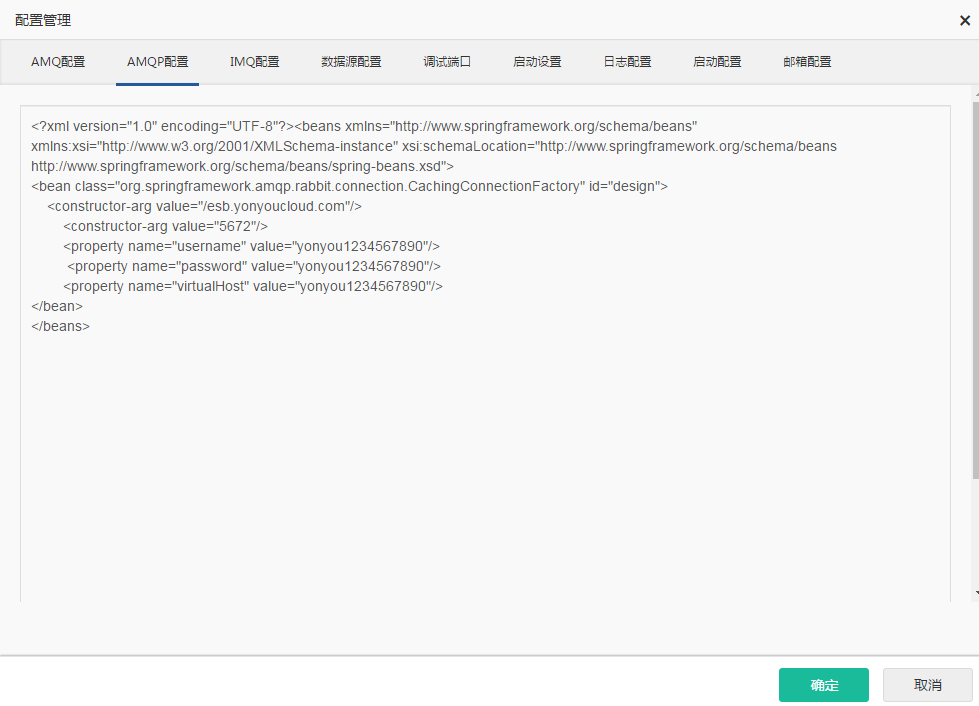 配置管理
AMQ配置 AMQP配置 IMQ配置 数据源配置 调试端口 启动设置 日志配置 启动配置 邮箱配置
<?xml version="1.0" encoding="UTF-8"?><beans xmlns="http://www.springframework.org/schema/beans"
xmlns:xsi="http://www.w3.org/2001/XMLSchema-instance" xsi:schemaLocation="http://www.springframework.org/schema/beans
http://www.springframework.org/schema/beans/spring-beans.xsd">
<bean class="org.springframework.amqp.rabbit.connection.CachingConnectionFactory" id="design">
<constructor-arg value="/esb.yonyoucloud.com"/>
<constructor-arg value="5672"/>
<property name="username" value="yonyou1234567890"/>
<property name="password" value="yonyou1234567890"/>
<property name="virtualHost" value="yonyou1234567890"/>
</bean>
</beans>
确定 取消